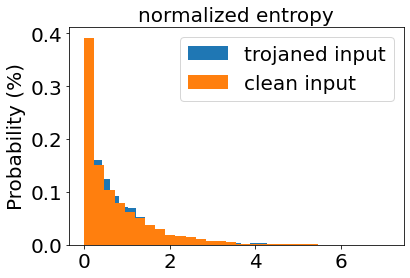 normalized entropy
Probability (%)
0.4
0.3
0.2
0.1
0.0
trojaned input
clean input
0 2 4 6